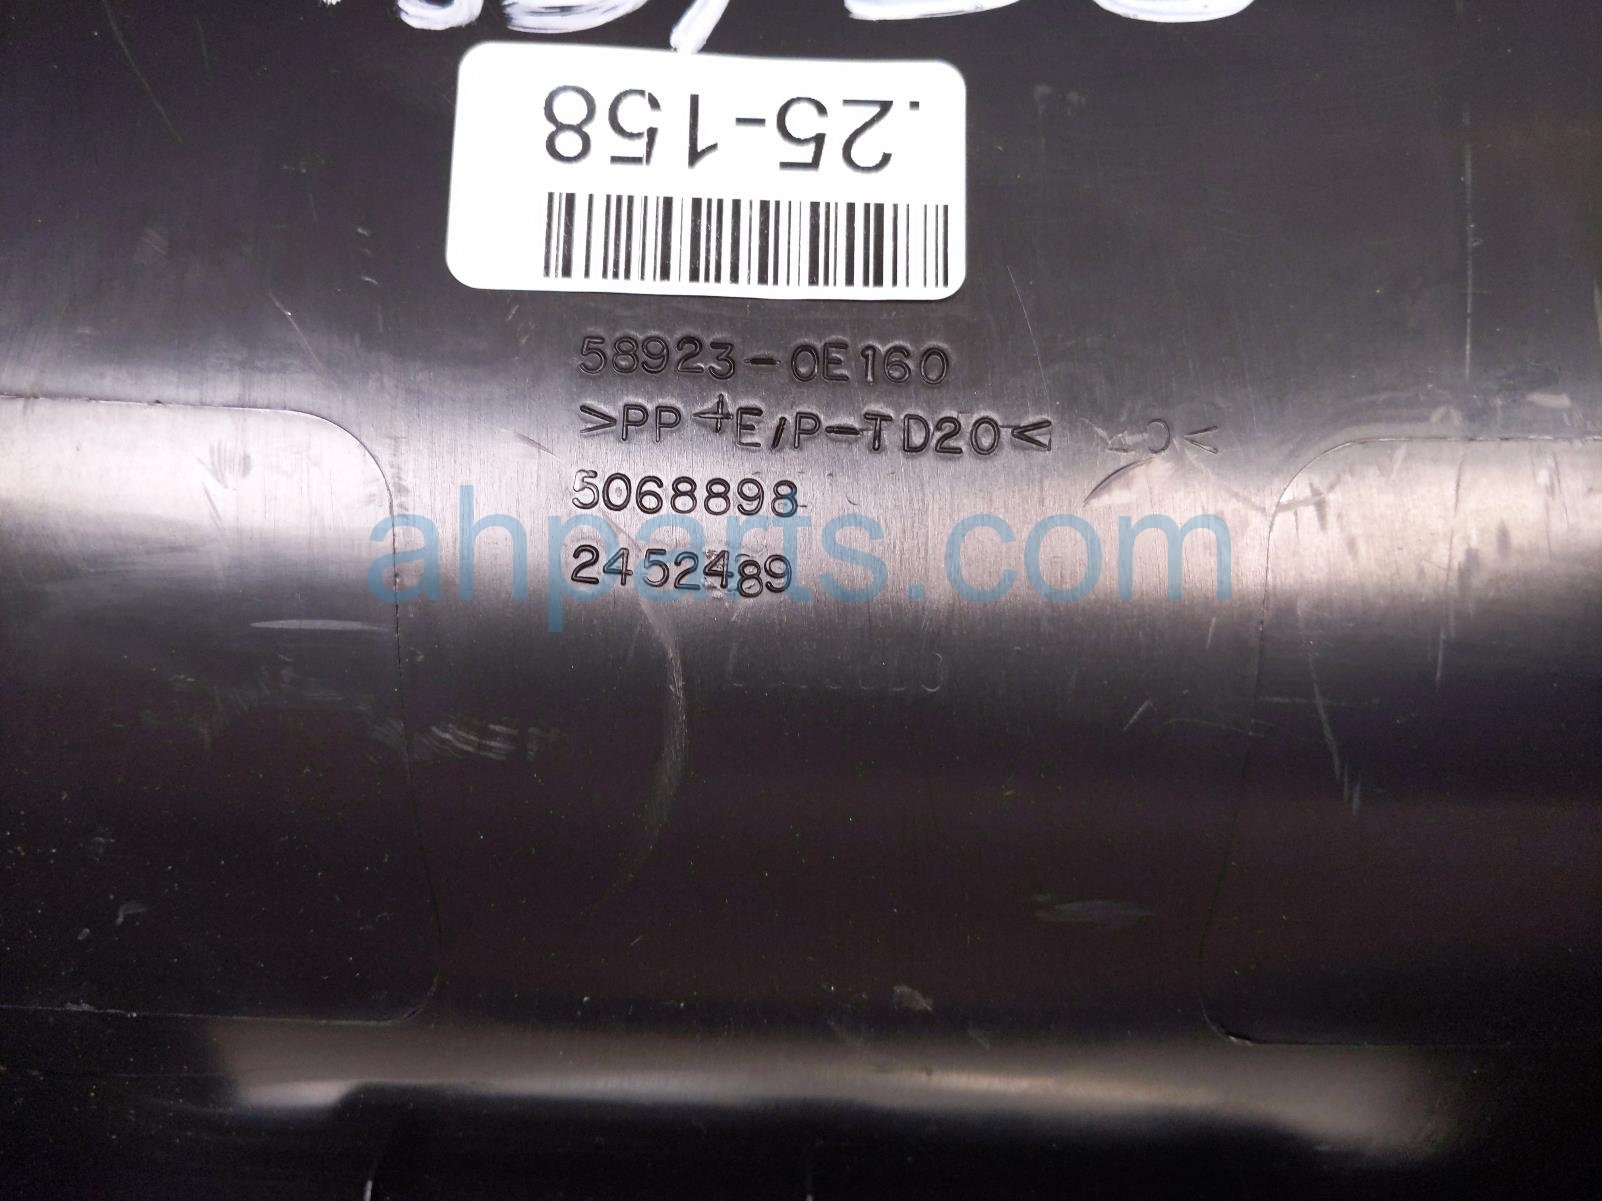 .25-158
58923-0E160
>PP+E/P-TD20<
5068898
2452489
ahparts.com